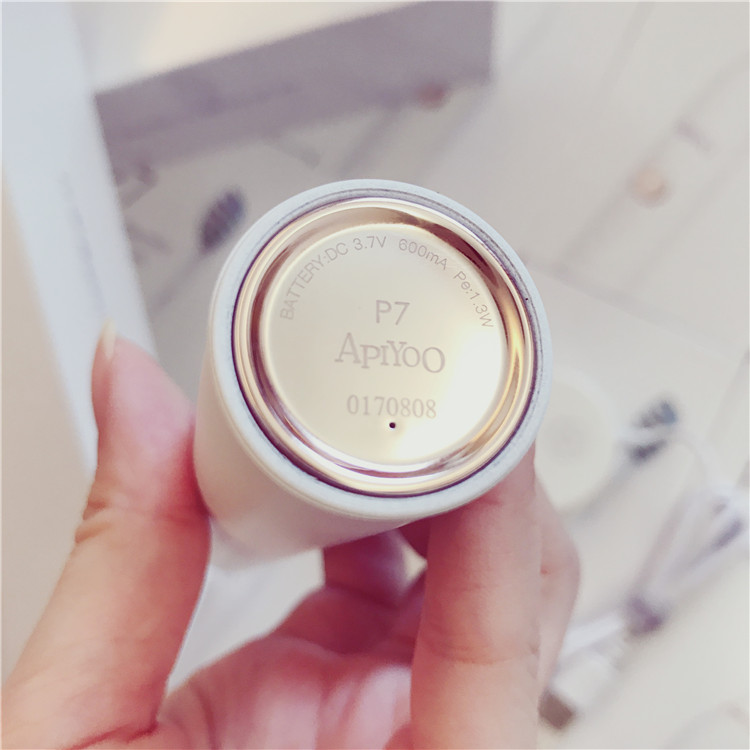 BATTERY:DC 3.7V 600mA Pe:1.3W
P7
APIYOO
0170808